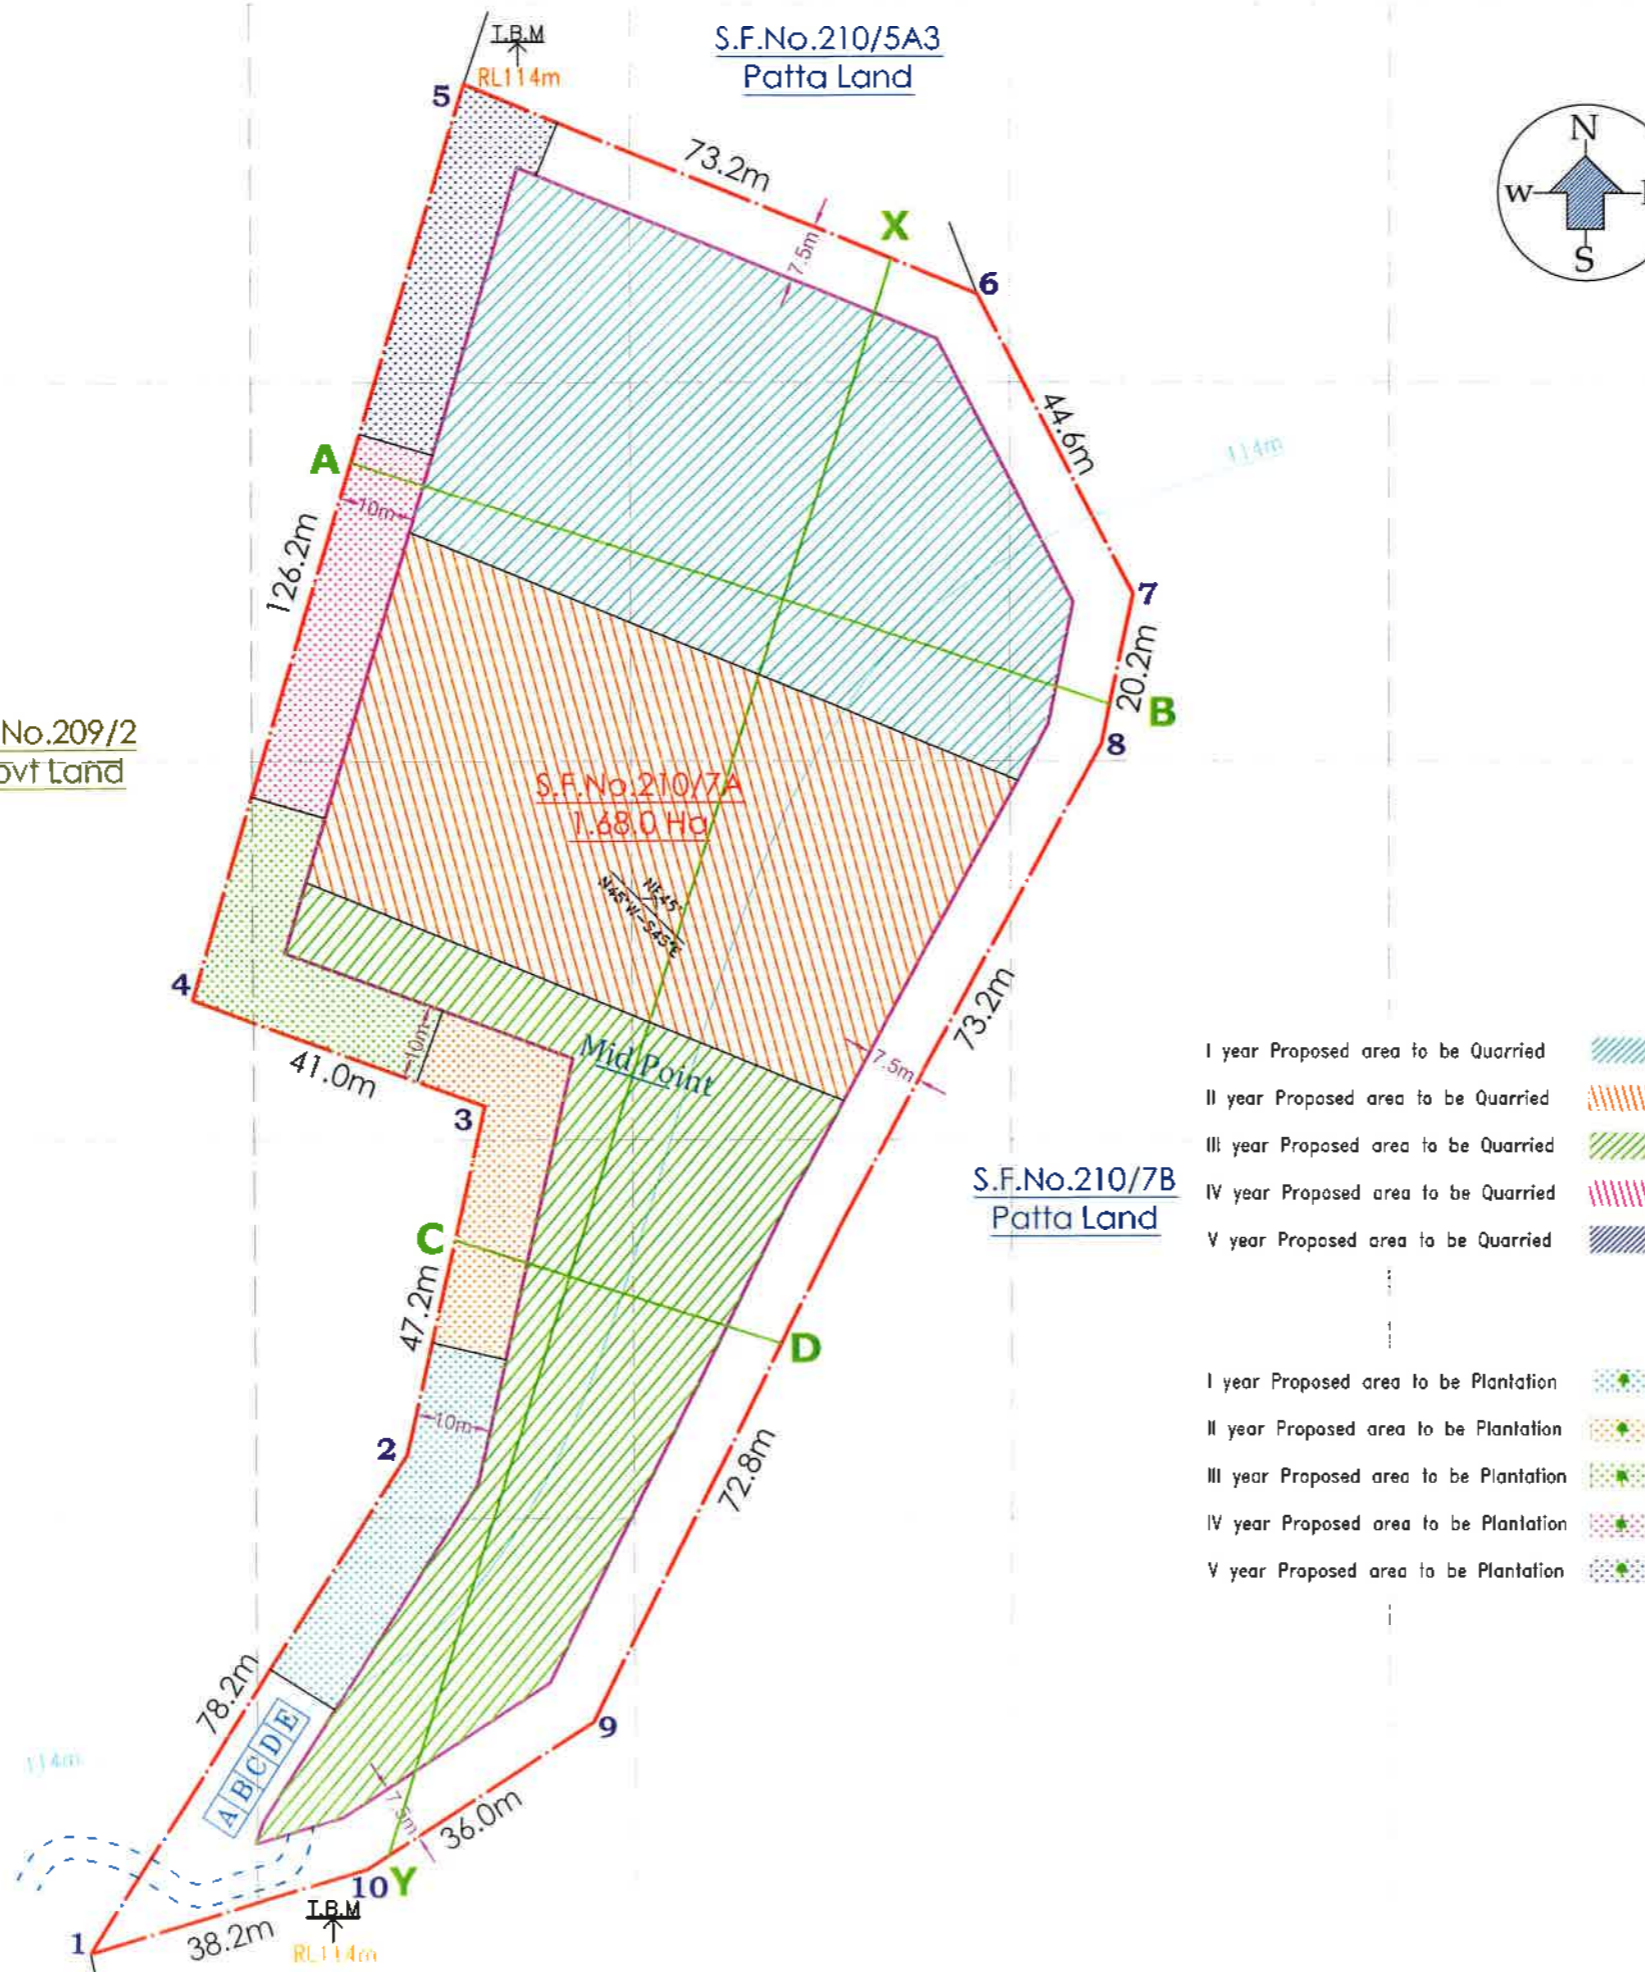 T.B.M
RL114m
S.F.No.210/5A3
Patta Land
5
73.2m
7.5m
X
6
N
W
S
44.6m
114m
A
10m
126.2m
7
20.2m
B
8
No.209/2
ovt Land
S.F.No.210/7A
1.68.0 Ha
NE45°
N45°W-S45°E
4
41.0m
10m
3
Mid Point
73.2m
7.5m
S.F.No.210/7B
Patta Land
I year Proposed area to be Quarried
II year Proposed area to be Quarried
III year Proposed area to be Quarried
IV year Proposed area to be Quarried
V year Proposed area to be Quarried
C
47.2m
D
10m
2
72.8m
I year Proposed area to be Plantation
II year Proposed area to be Plantation
III year Proposed area to be Plantation
IV year Proposed area to be Plantation
V year Proposed area to be Plantation
78.2m
A B C D E
9
114m
7.5m
36.0m
10
Y
T.B.M
RL114m
1
38.2m